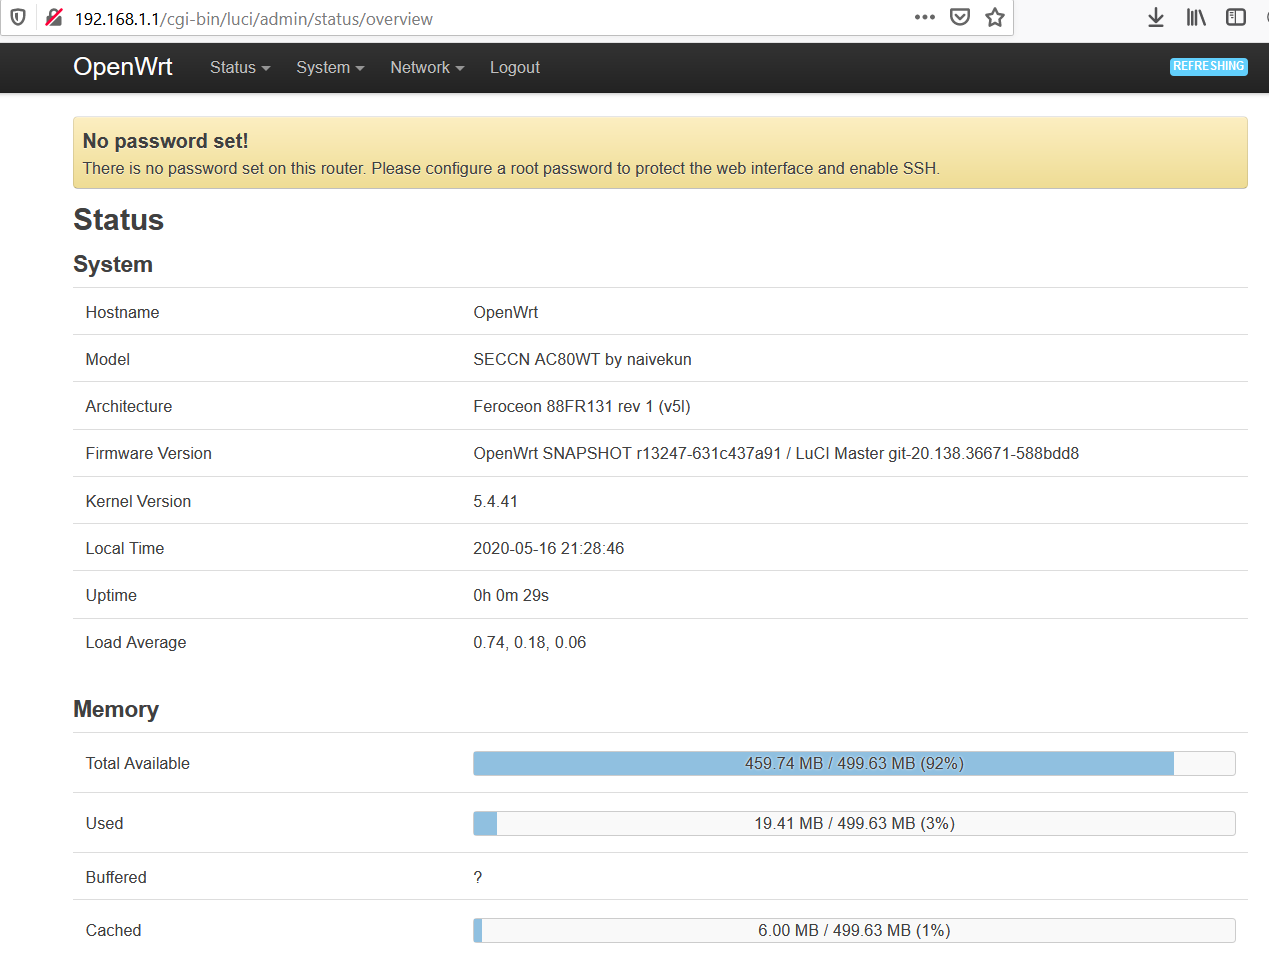 192.168.1.1/cgi-bin/luci/admin/status/overview
OpenWrt Status System Network Logout REFRESHING
No password set!
There is no password set on this router. Please configure a root password to protect the web interface and enable SSH.
Status
System
Hostname OpenWrt
Model SECCN AC80WT by naivekun
Architecture Feroceon 88FR131 rev 1 (v5l)
Firmware Version OpenWrt SNAPSHOT r13247-631c437a91 / LuCI Master git-20.138.36671-588bdd8
Kernel Version 5.4.41
Local Time 2020-05-16 21:28:46
Uptime 0h 0m 29s
Load Average 0.74, 0.18, 0.06
Memory
Total Available 459.74 MB / 499.63 MB (92%)
Used 19.41 MB / 499.63 MB (3%)
Buffered ?
Cached 6.00 MB / 499.63 MB (1%)